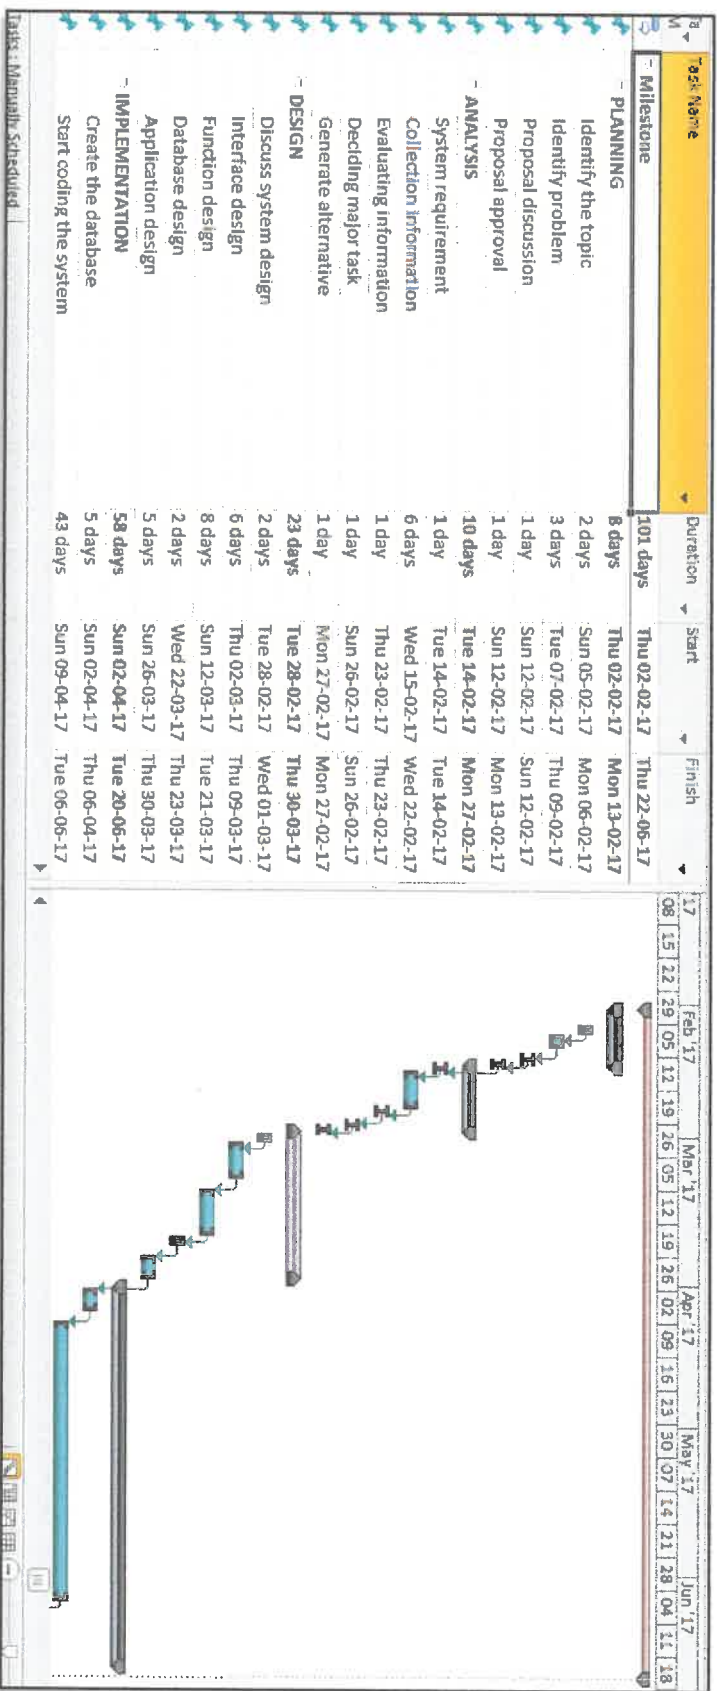 Task Name Duration Start Finish
Milestone 101 days Thu 02-02-17 Thu 22-06-17
PLANNING 8 days Thu 02-02-17 Mon 13-02-17
Identify the topic 2 days Sun 05-02-17 Mon 06-02-17
Identify problem 3 days Tue 07-02-17 Thu 09-02-17
Proposal discussion 1 day Sun 12-02-17 Sun 12-02-17
Proposal approval 1 day Sun 12-02-17 Mon 13-02-17
ANALYSIS 10 days Tue 14-02-17 Mon 27-02-17
System requirement 1 day Tue 14-02-17 Tue 14-02-17
Collection information 6 days Wed 15-02-17 Wed 22-02-17
Evaluating information 1 day Thu 23-02-17 Thu 23-02-17
Deciding major task 1 day Sun 26-02-17 Sun 26-02-17
Generate alternative 1 day Mon 27-02-17 Mon 27-02-17
DESIGN 23 days Tue 28-02-17 Thu 30-03-17
Discuss system design 2 days Tue 28-02-17 Wed 01-03-17
Interface design 6 days Thu 02-03-17 Thu 09-03-17
Function design 8 days Sun 12-03-17 Tue 21-03-17
Database design 2 days Wed 22-03-17 Thu 23-03-17
Application design 5 days Sun 26-03-17 Thu 30-03-17
IMPLEMENTATION 58 days Sun 02-04-17 Tue 20-06-17
Create the database 5 days Sun 02-04-17 Thu 06-04-17
Start coding the system 43 days Sun 09-04-17 Tue 06-06-17
Tasks : Manually Scheduled
'17 Feb '17 Mar '17 Apr '17 May '17 Jun '17
08 15 22 29 05 12 19 26 05 12 19 26 02 09 16 23 30 07 14 21 28 04 11 18